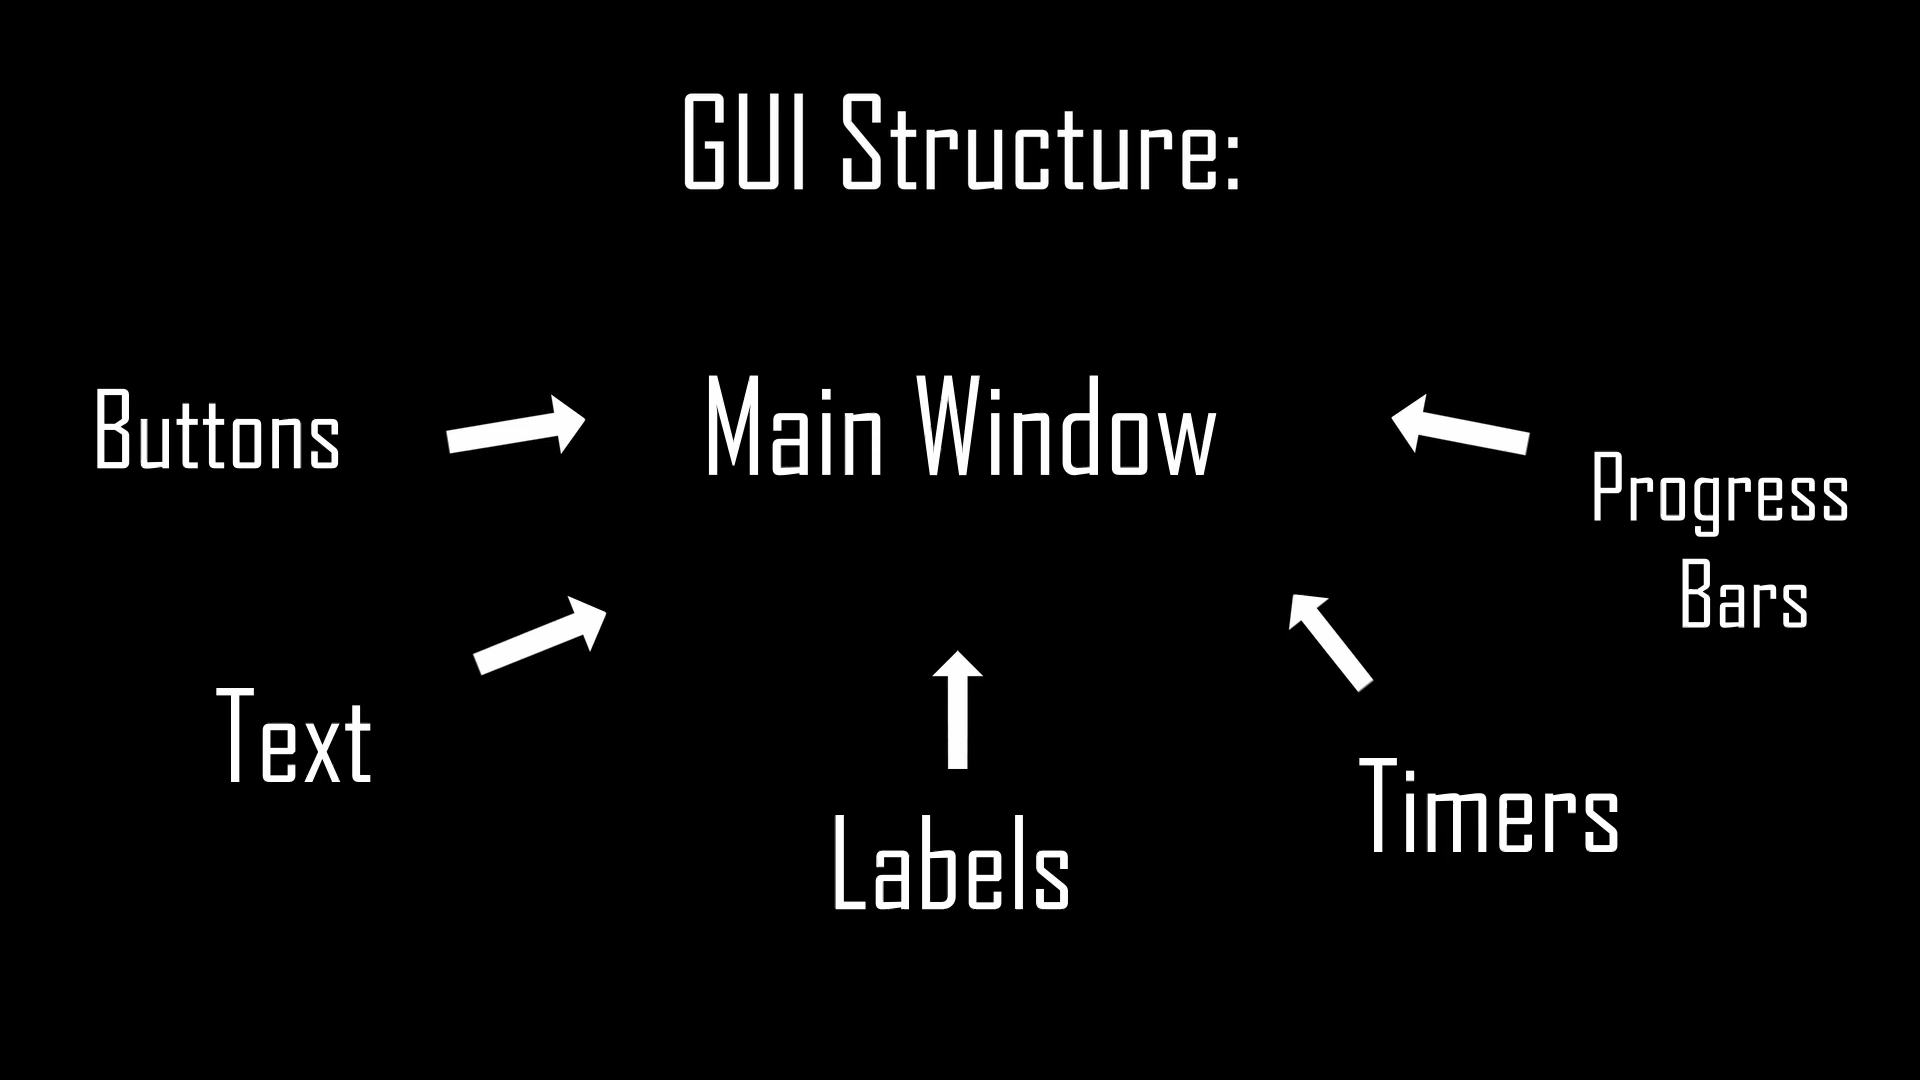 GUI Structure:
Main Window
Buttons
Progress
Bars
Text
Labels
Timers